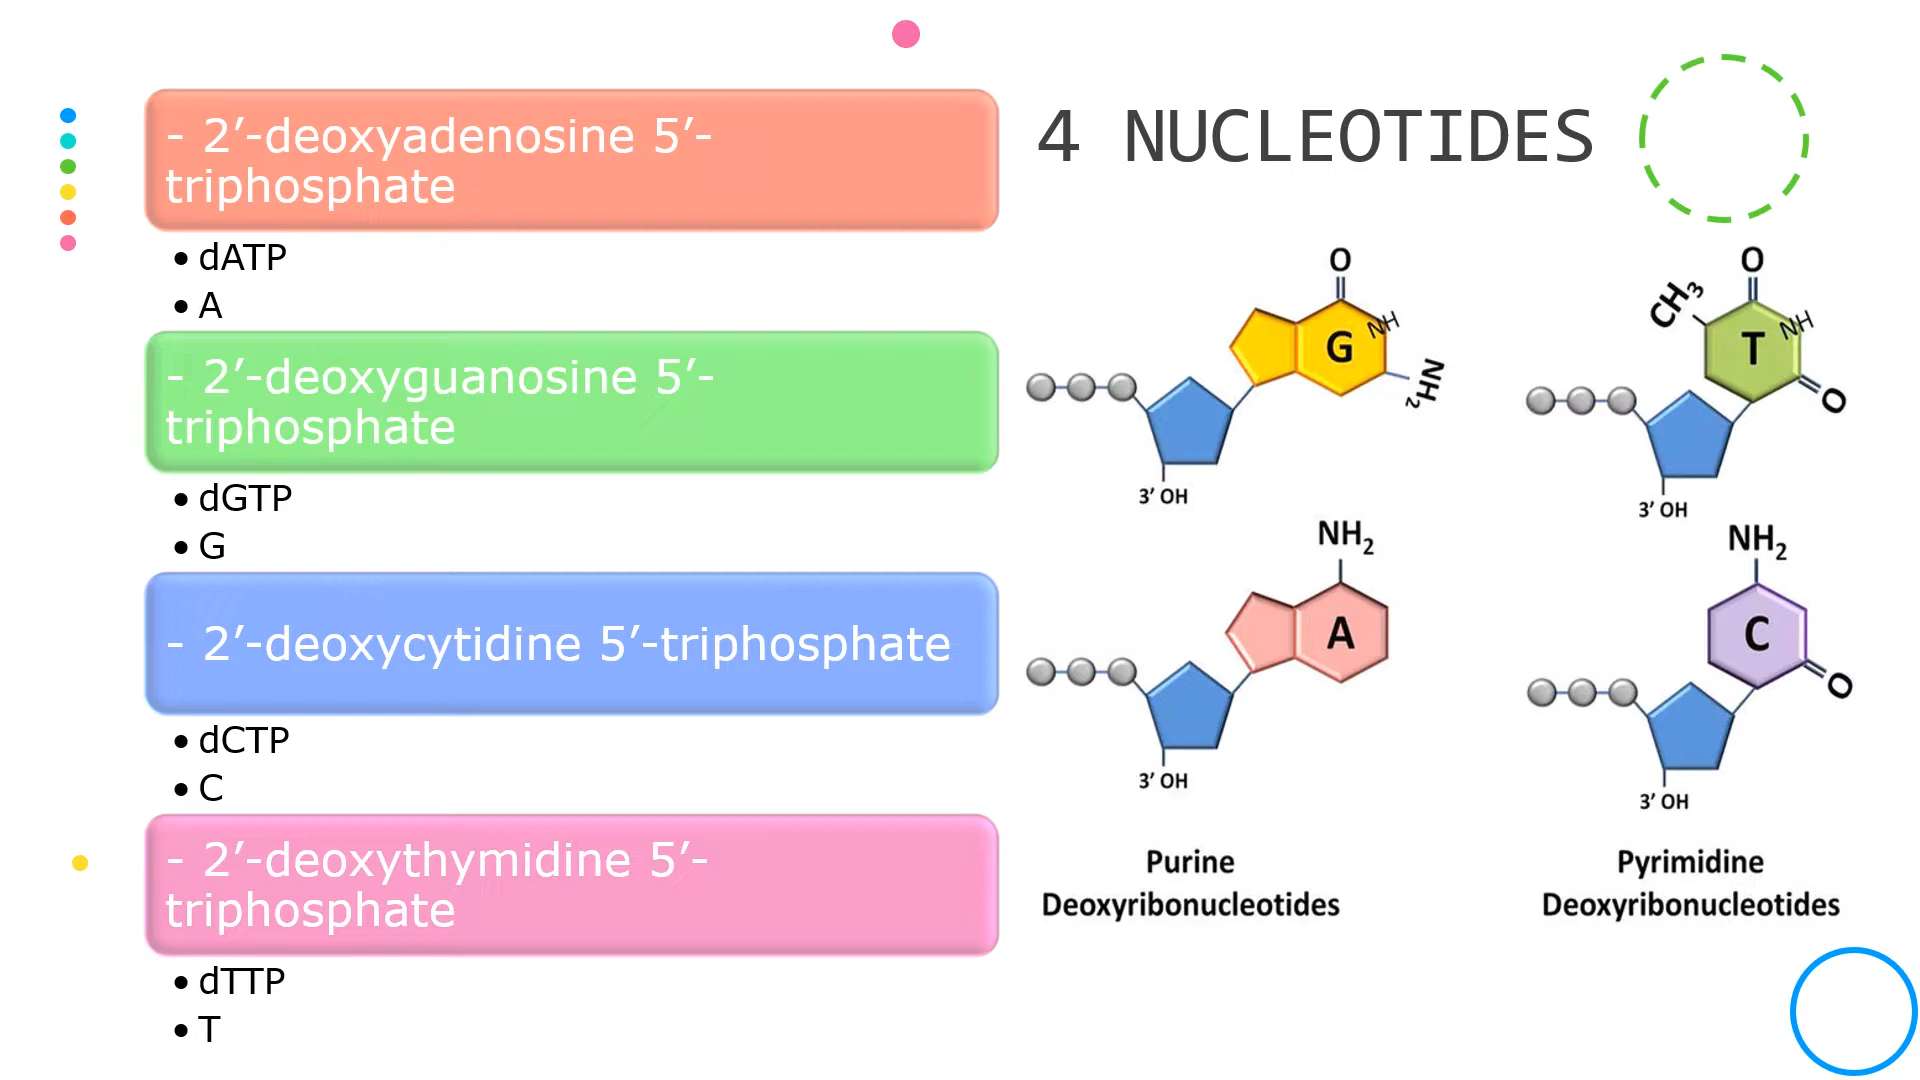 - 2’-deoxyadenosine 5’-
triphosphate
• dATP
• A
- 2’-deoxyguanosine 5’-
triphosphate
• dGTP
• G
- 2’-deoxycytidine 5’-triphosphate
• dCTP
• C
- 2’-deoxythymidine 5’-
triphosphate
• dTTP
• T
4 NUCLEOTIDES
O
NH
G
NH2
3’ OH
O
CH3
NH
T
O
3’ OH
NH2
A
3’ OH
NH2
C
O
3’ OH
Purine
Deoxyribonucleotides
Pyrimidine
Deoxyribonucleotides